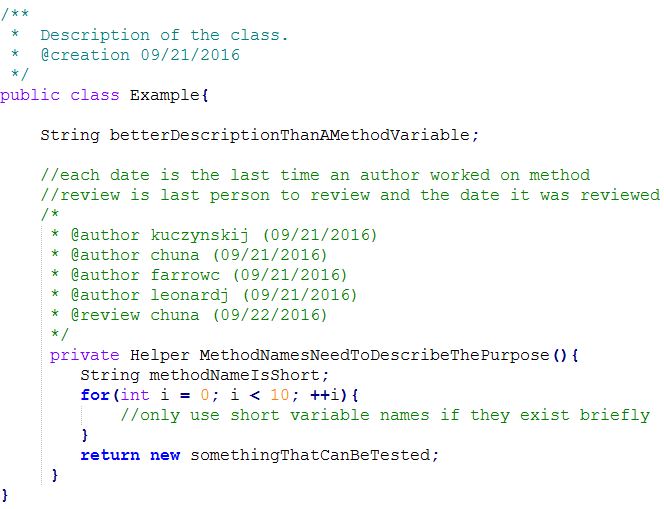 /**
 *  Description of the class.
 *  @creation 09/21/2016
 */
public class Example{
String betterDescriptionThanAMethodVariable;
//each date is the last time an author worked on method
//review is last person to review and the date it was reviewed
/*
 * @author kuczynskij (09/21/2016)
 * @author chuna (09/21/2016)
 * @author farrowc (09/21/2016)
 * @author leonardj (09/21/2016)
 * @review chuna (09/22/2016)
 */
private Helper MethodNamesNeedToDescribeThePurpose(){
String methodNameIsShort;
for(int i = 0; i < 10; ++i){
//only use short variable names if they exist briefly
}
return new somethingThatCanBeTested;
}
}